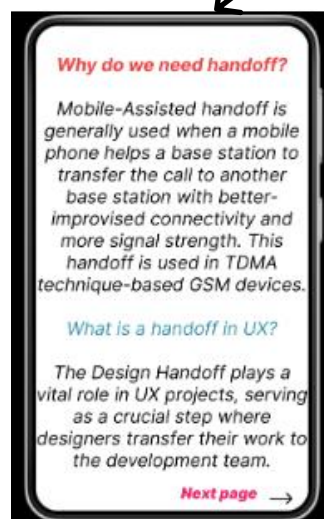 Why do we need handoff?
Mobile-Assisted handoff is
generally used when a mobile
phone helps a base station to
transfer the call to another
base station with better-
improvised connectivity and
more signal strength. This
handoff is used in TDMA
technique-based GSM devices.
What is a handoff in UX?
The Design Handoff plays a
vital role in UX projects, serving
as a crucial step where
designers transfer their work to
the development team.
Next page →